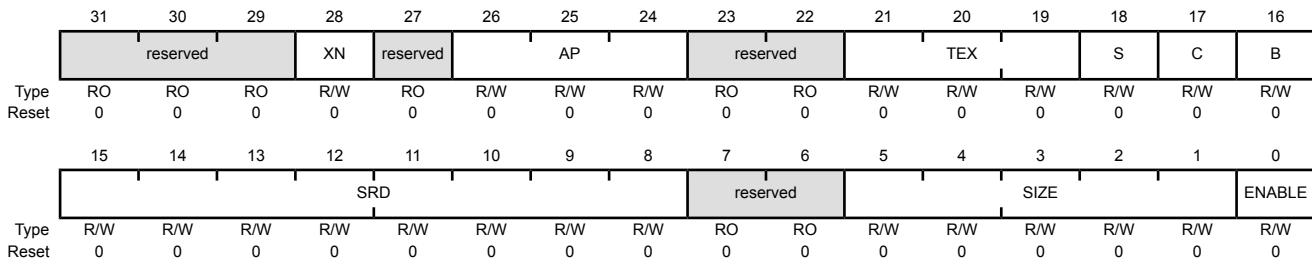 31 30 29 28 27 26 25 24 23 22 21 20 19 18 17 16
reserved XN reserved AP reserved TEX S C B
Type RO RO RO R/W RO R/W R/W R/W RO RO R/W R/W R/W R/W R/W R/W
Reset 0 0 0 0 0 0 0 0 0 0 0 0 0 0 0 0
15 14 13 12 11 10 9 8 7 6 5 4 3 2 1 0
SRD reserved SIZE ENABLE
Type R/W R/W R/W R/W R/W R/W R/W R/W RO RO R/W R/W R/W R/W R/W R/W
Reset 0 0 0 0 0 0 0 0 0 0 0 0 0 0 0 0